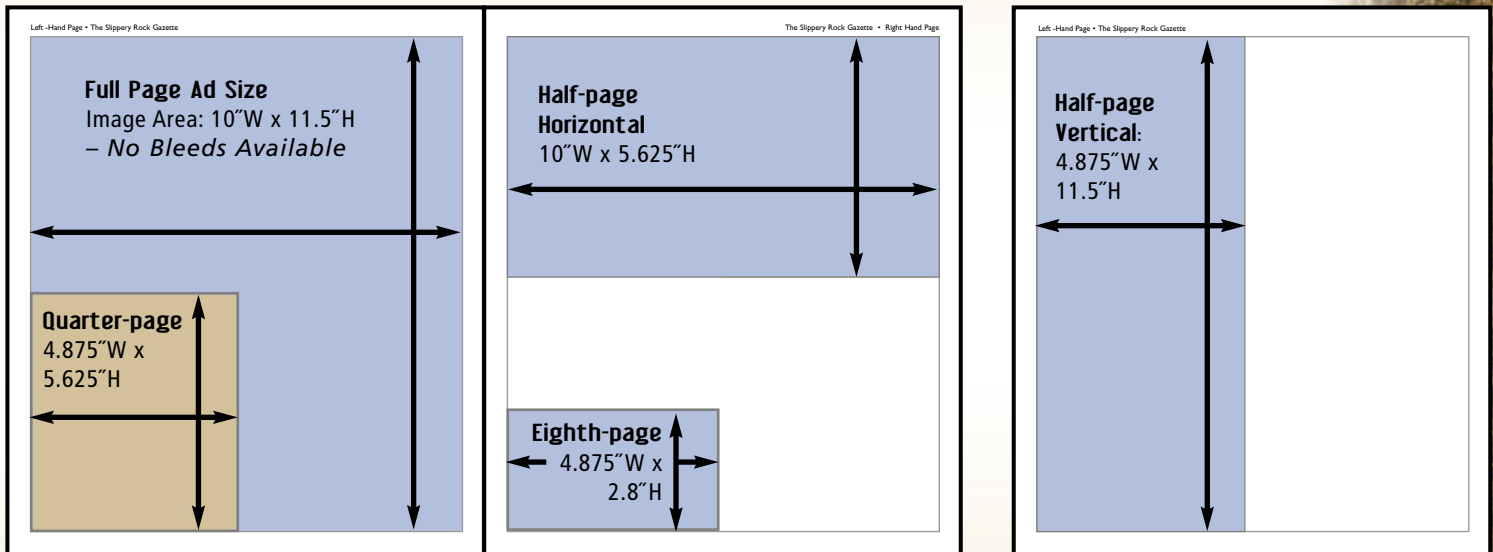 Left -Hand Page • The Slippery Rock Gazette
Full Page Ad Size
Image Area: 10˝W x 11.5˝H
– No Bleeds Available
Quarter-page
4.875˝W x
5.625˝H
The Slippery Rock Gazette • Right Hand Page
Half-page
Horizontal
10˝W x 5.625˝H
Eighth-page
4.875˝W x
2.8˝H
Left -Hand Page • The Slippery Rock Gazette
Half-page
Vertical:
4.875˝W x
11.5˝H